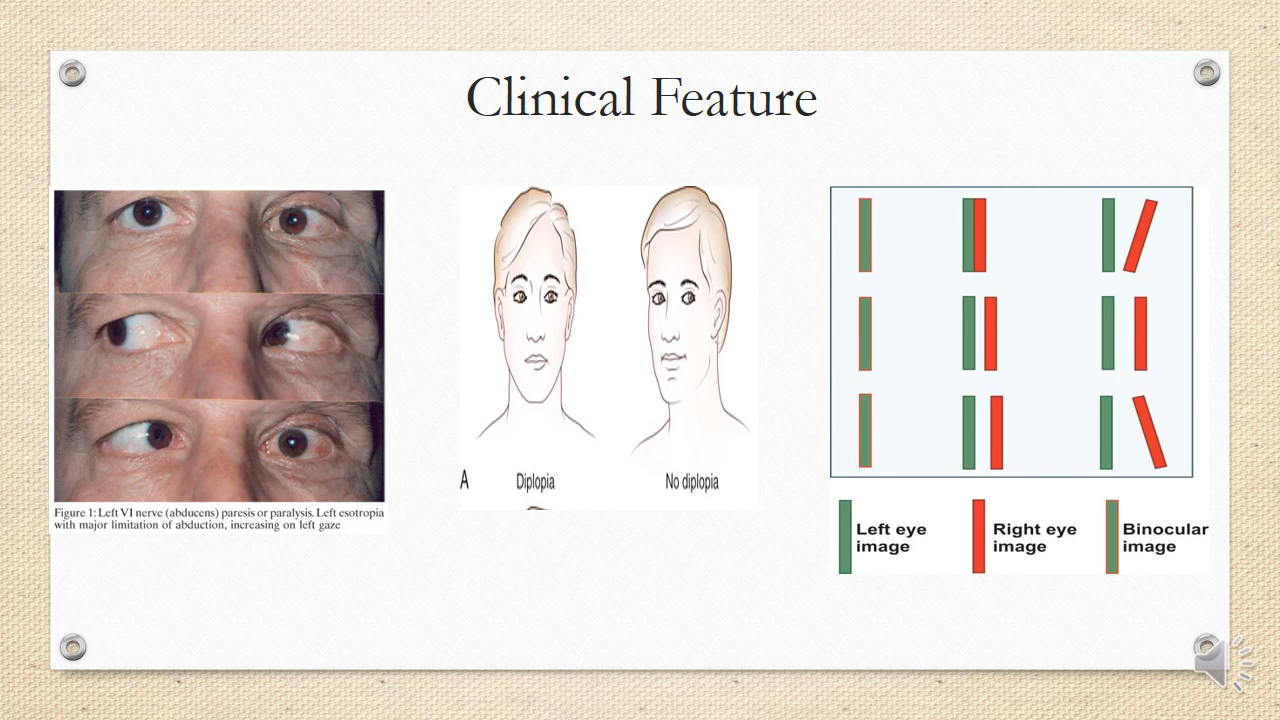 Clinical Feature
Figure 1: Left VI nerve (abducens) paresis or paralysis. Left esotropia
with major limitation of abduction, increasing on left gaze
A
Diplopia
No diplopia
Left eye
image
Right eye
image
Binocular
image